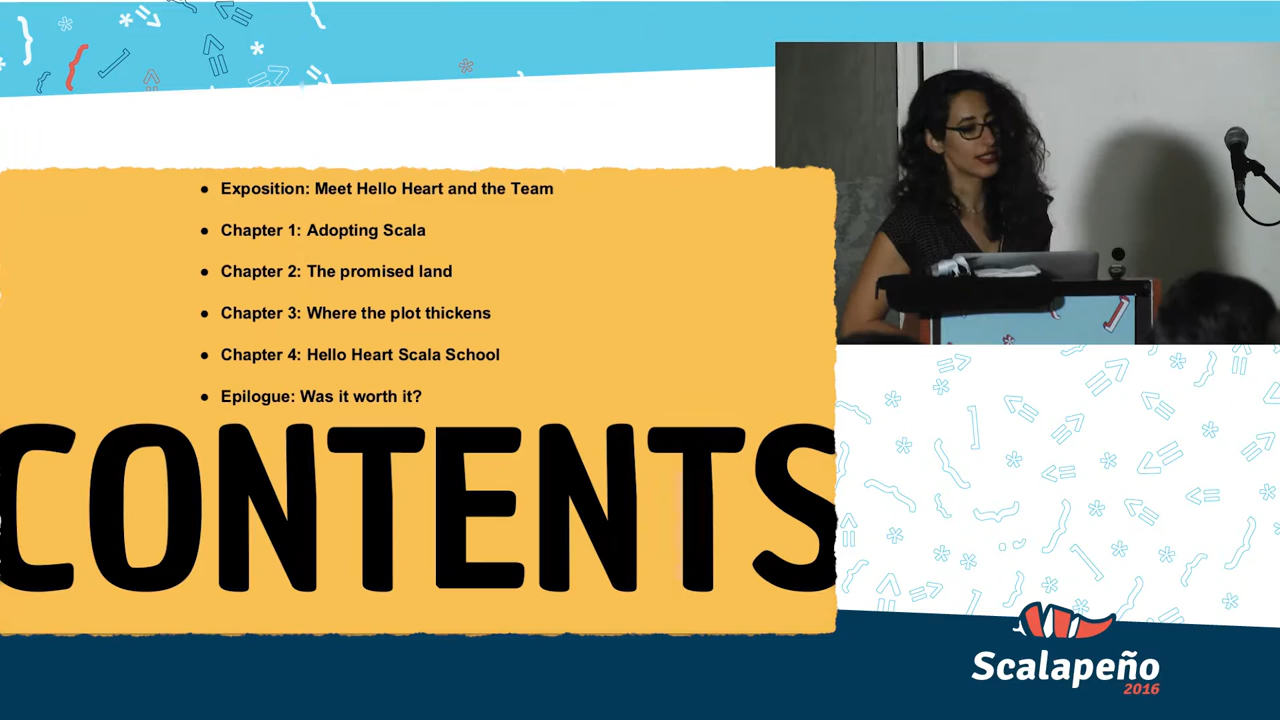 ● Exposition: Meet Hello Heart and the Team
● Chapter 1: Adopting Scala
● Chapter 2: The promised land
● Chapter 3: Where the plot thickens
● Chapter 4: Hello Heart Scala School
● Epilogue: Was it worth it?
CONTENTS
Scalapeño
2016